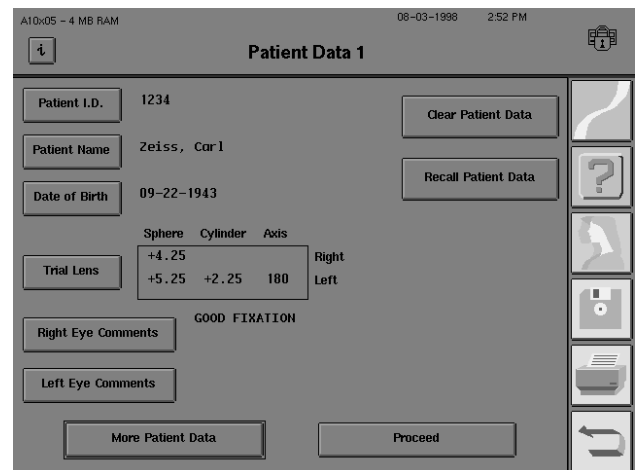 A10x05 - 4 MB RAM 08-03-1998 2:52 PM
i Patient Data 1
Patient I.D. 1234 Clear Patient Data
Patient Name Zeiss, Carl
Recall Patient Data
Date of Birth 09-22-1943
Sphere Cylinder Axis
+4.25 Right
Trial Lens +5.25 +2.25 180 Left
GOOD FIXATION
Right Eye Comments
Left Eye Comments
More Patient Data Proceed